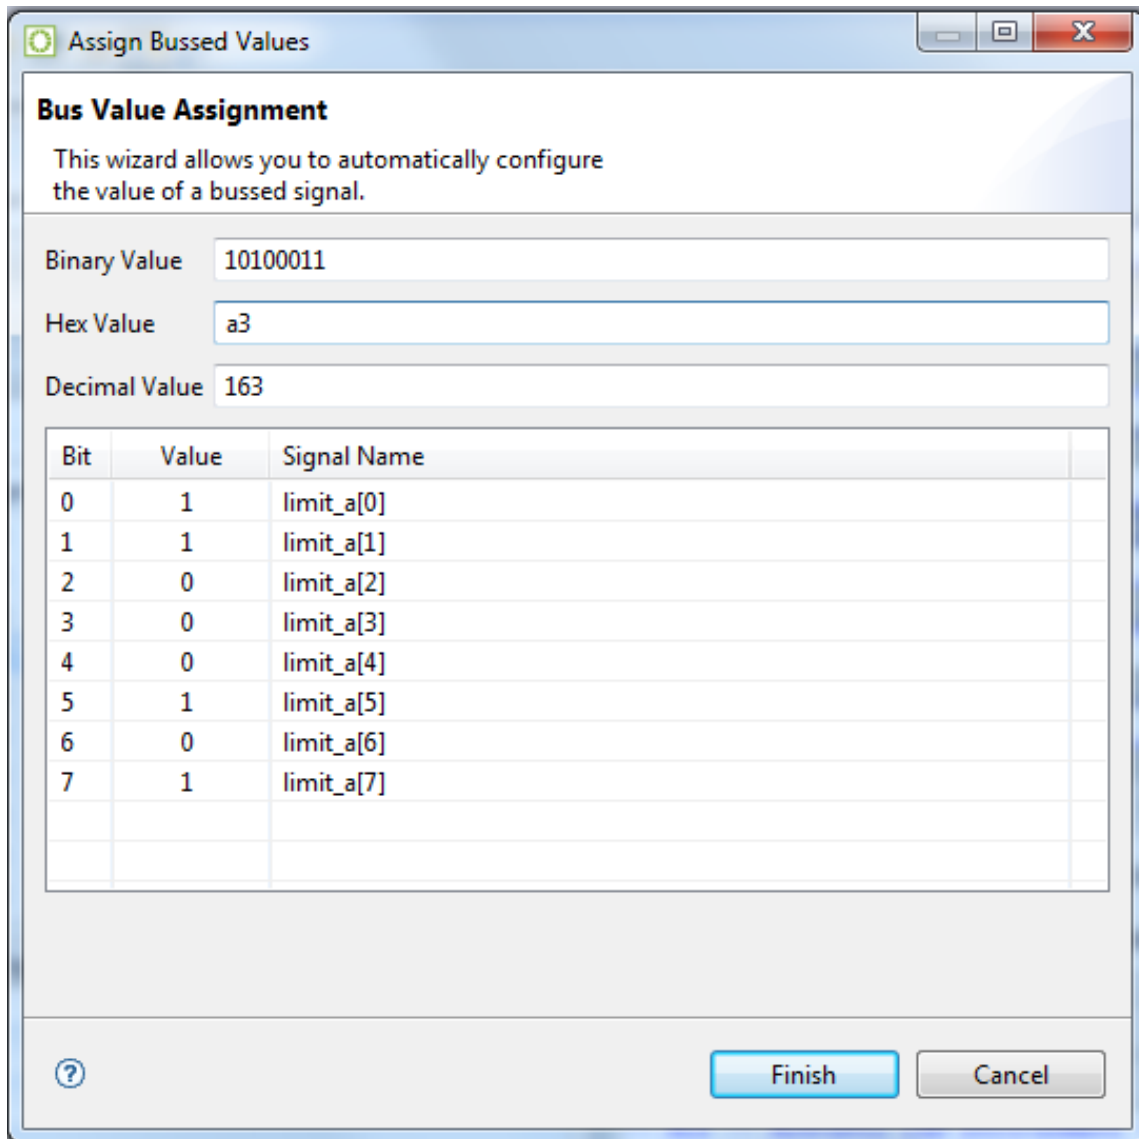 Assign Bussed Values
Bus Value Assignment
This wizard allows you to automatically configure
the value of a bussed signal.
Binary Value 10100011
Hex Value a3
Decimal Value 163
Bit Value Signal Name
0 1 limit_a[0]
1 1 limit_a[1]
2 0 limit_a[2]
3 0 limit_a[3]
4 0 limit_a[4]
5 1 limit_a[5]
6 0 limit_a[6]
7 1 limit_a[7]
? Finish Cancel